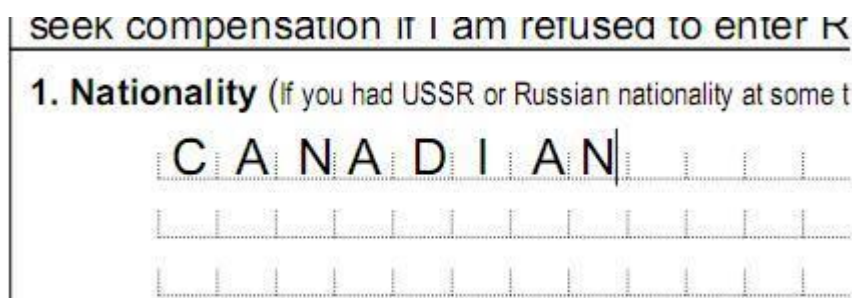 seek compensation if I am refused to enter R
1. Nationality (If you had USSR or Russian nationality at some t
CANADIAN